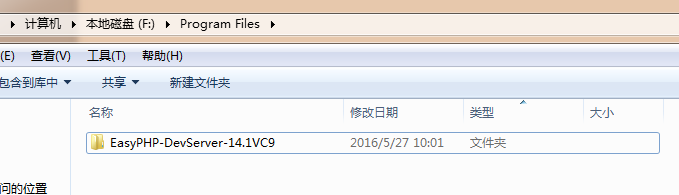 计算机 ▸ 本地磁盘 (F:) ▸ Program Files ▸
(E) 查看(V) 工具(T) 帮助(H)
包含到库中 ▼ 共享 ▼ 新建文件夹
名称 修改日期 类型 大小
EasyPHP-DevServer-14.1VC9 2016/5/27 10:01 文件夹
问的位置